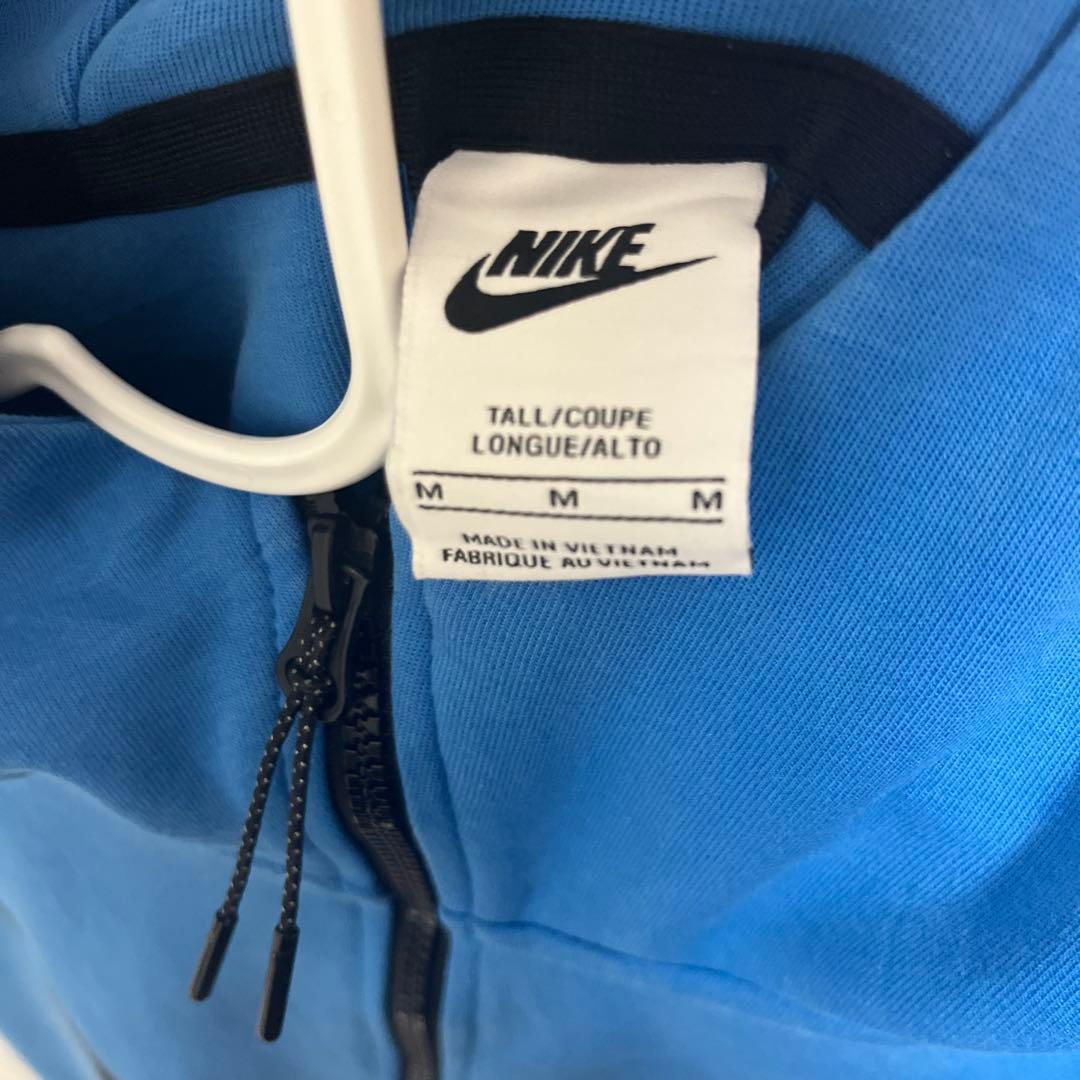 NIKE
TALL/COUPE
LONGUE/ALTO
M M M
MADE IN VIETNAM
FABRIQUE AU VIETNAM